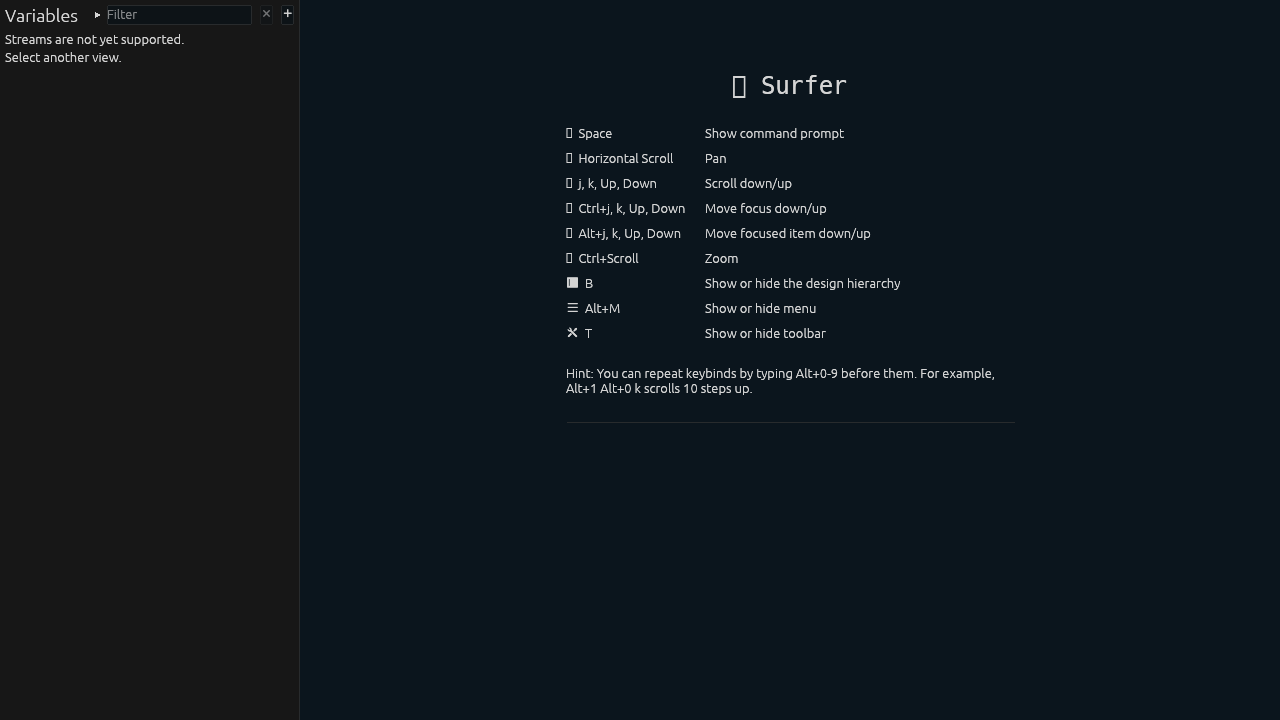 Variables
Filter
Streams are not yet supported.
Select another view.
Surfer
Space Show command prompt
Horizontal Scroll Pan
j, k, Up, Down Scroll down/up
Ctrl+j, k, Up, Down Move focus down/up
Alt+j, k, Up, Down Move focused item down/up
Ctrl+Scroll Zoom
B Show or hide the design hierarchy
Alt+M Show or hide menu
T Show or hide toolbar
Hint: You can repeat keybinds by typing Alt+0-9 before them. For example,
Alt+1 Alt+0 k scrolls 10 steps up.